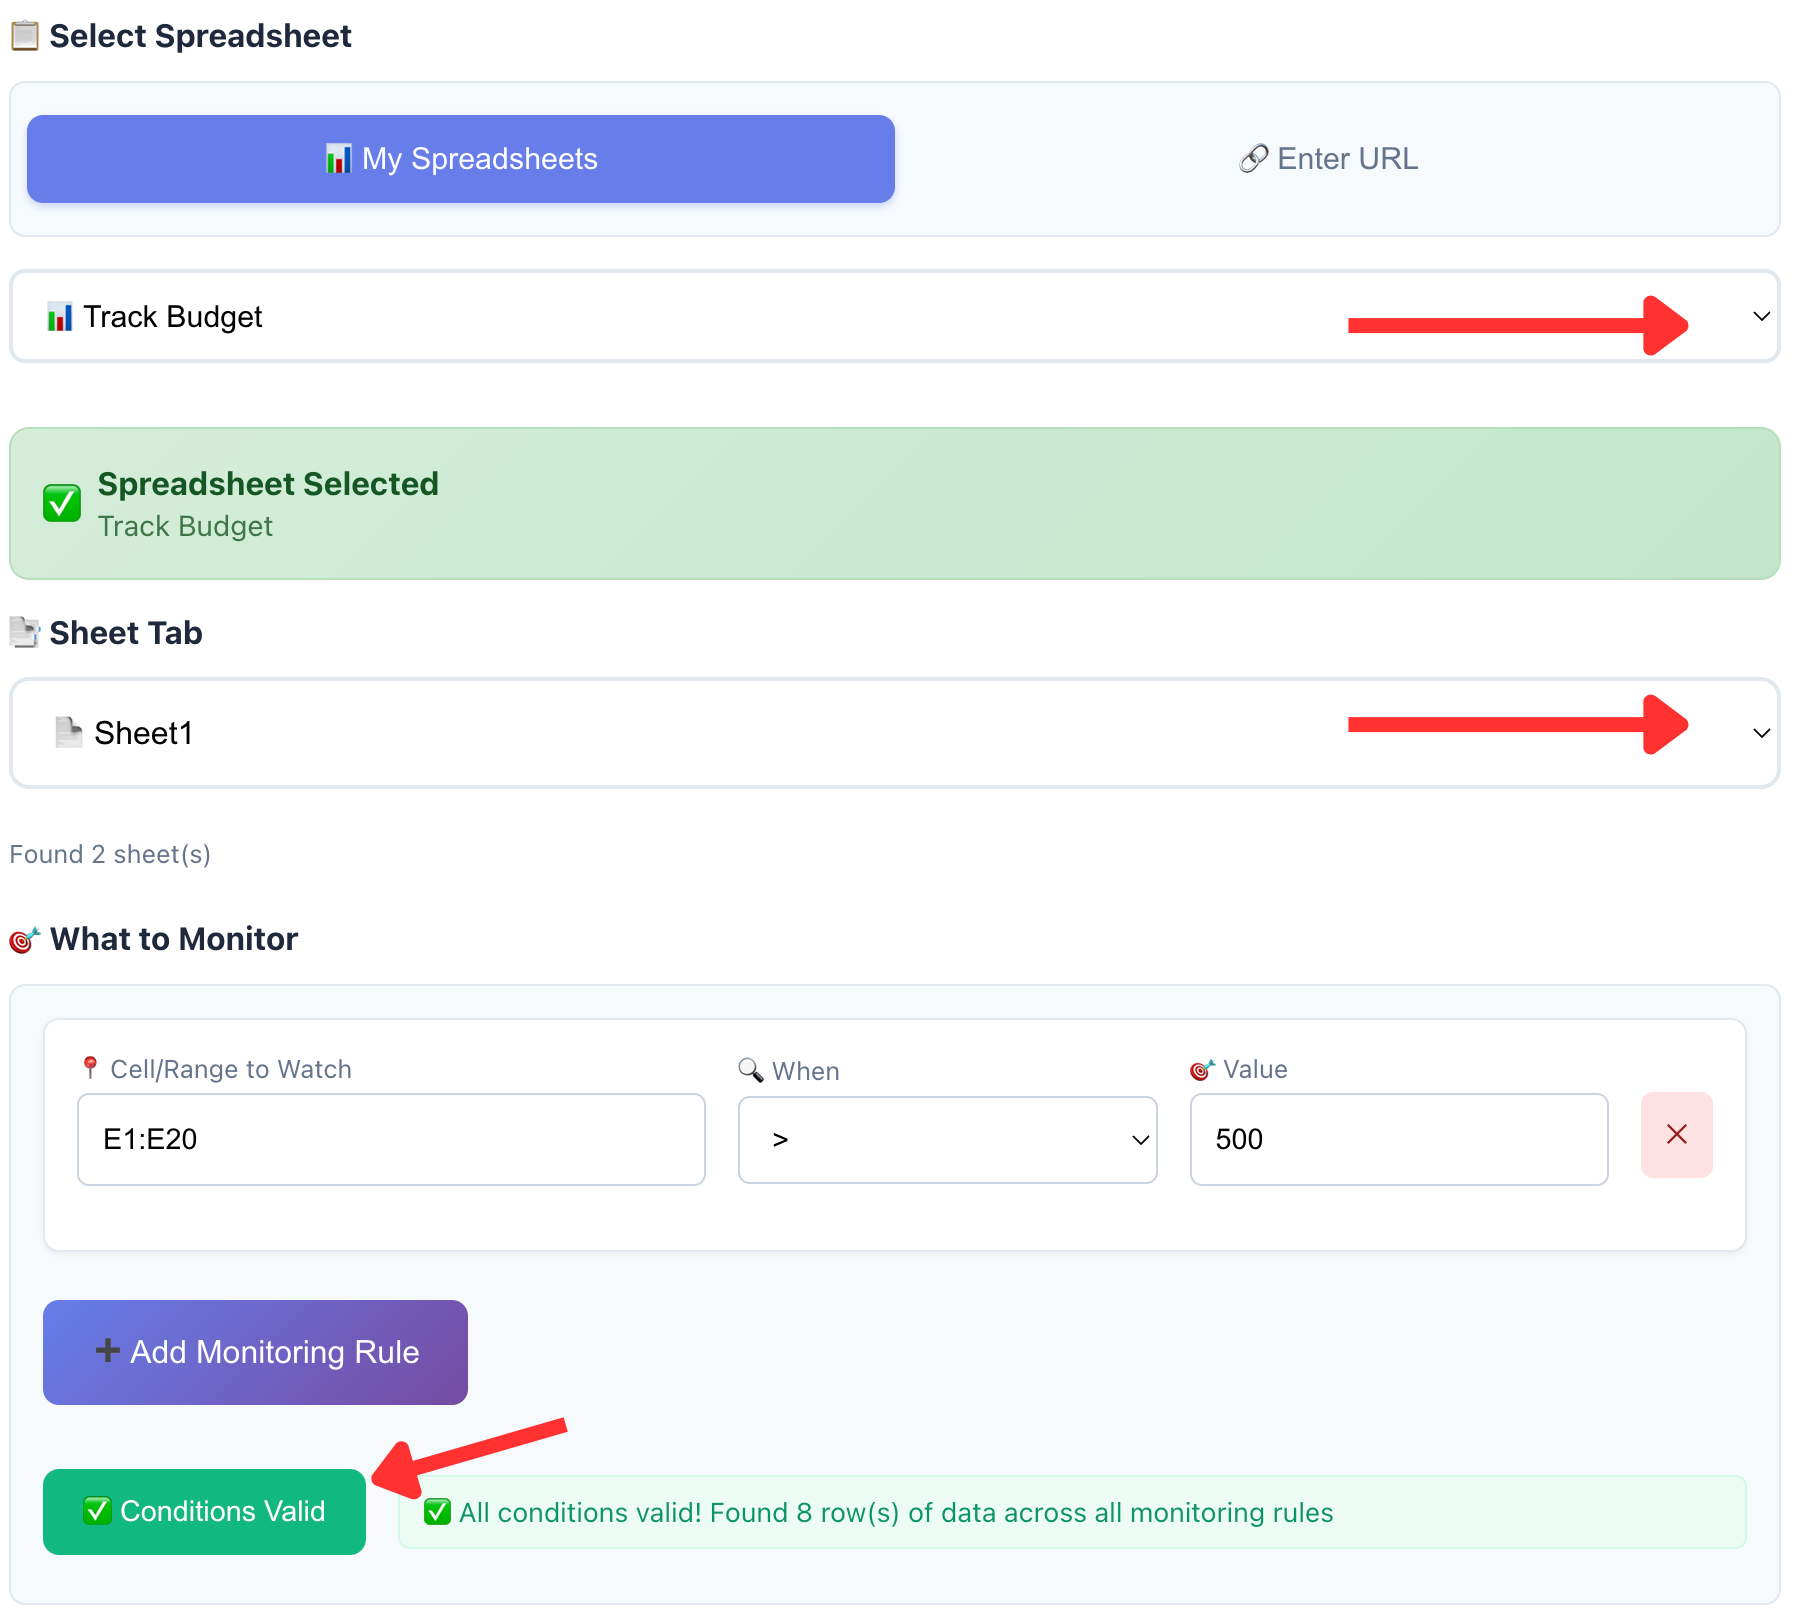 Select Spreadsheet
My Spreadsheets
Enter URL
Track Budget
Spreadsheet Selected
Track Budget
Sheet Tab
Sheet1
Found 2 sheet(s)
What to Monitor
Cell/Range to Watch
When
Value
E1:E20
>
500
Add Monitoring Rule
Conditions Valid
All conditions valid! Found 8 row(s) of data across all monitoring rules